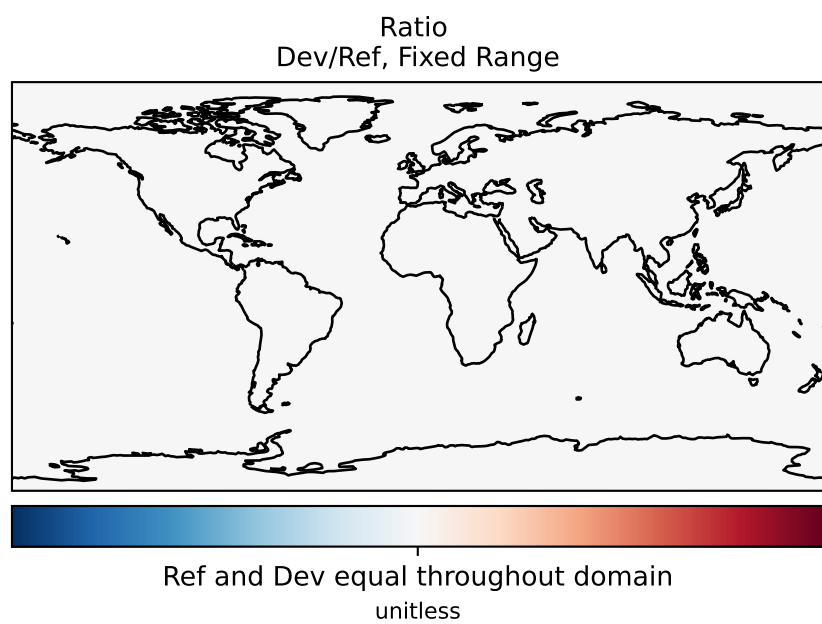 Ratio
Dev/Ref, Fixed Range
Ref and Dev equal throughout domain
unitless